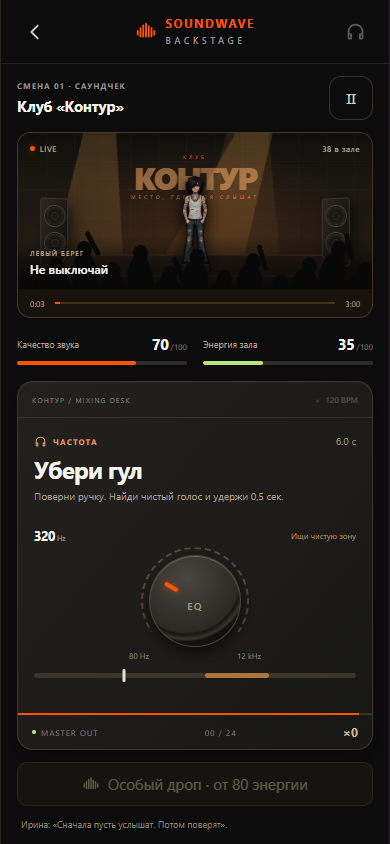 SOUNDWAVE
BACKSTAGE
СМЕНА 01 · САУНДЧЕК
Клуб «Контур»
II
LIVE
38 в зале
КЛУБ
КОНТУР
МЕСТО, ГДЕ СЛЫШАТ
ЛЕВЫЙ БЕРЕГ
Не выключай
0:03
3:00
Качество звука 70 /100
Энергия зала 35 /100
КОНТУР / MIXING DESK
120 BPM
ЧАСТОТА
6.0 с
Убери гул
Поверни ручку. Найди чистый голос и удержи 0,5 сек.
320 Hz
Ищи чистую зону
EQ
80 Hz
12 kHz
MASTER OUT
00 / 24
×0
Особый дроп · от 80 энергии
Ирина: «Сначала пусть услышат. Потом поверят».